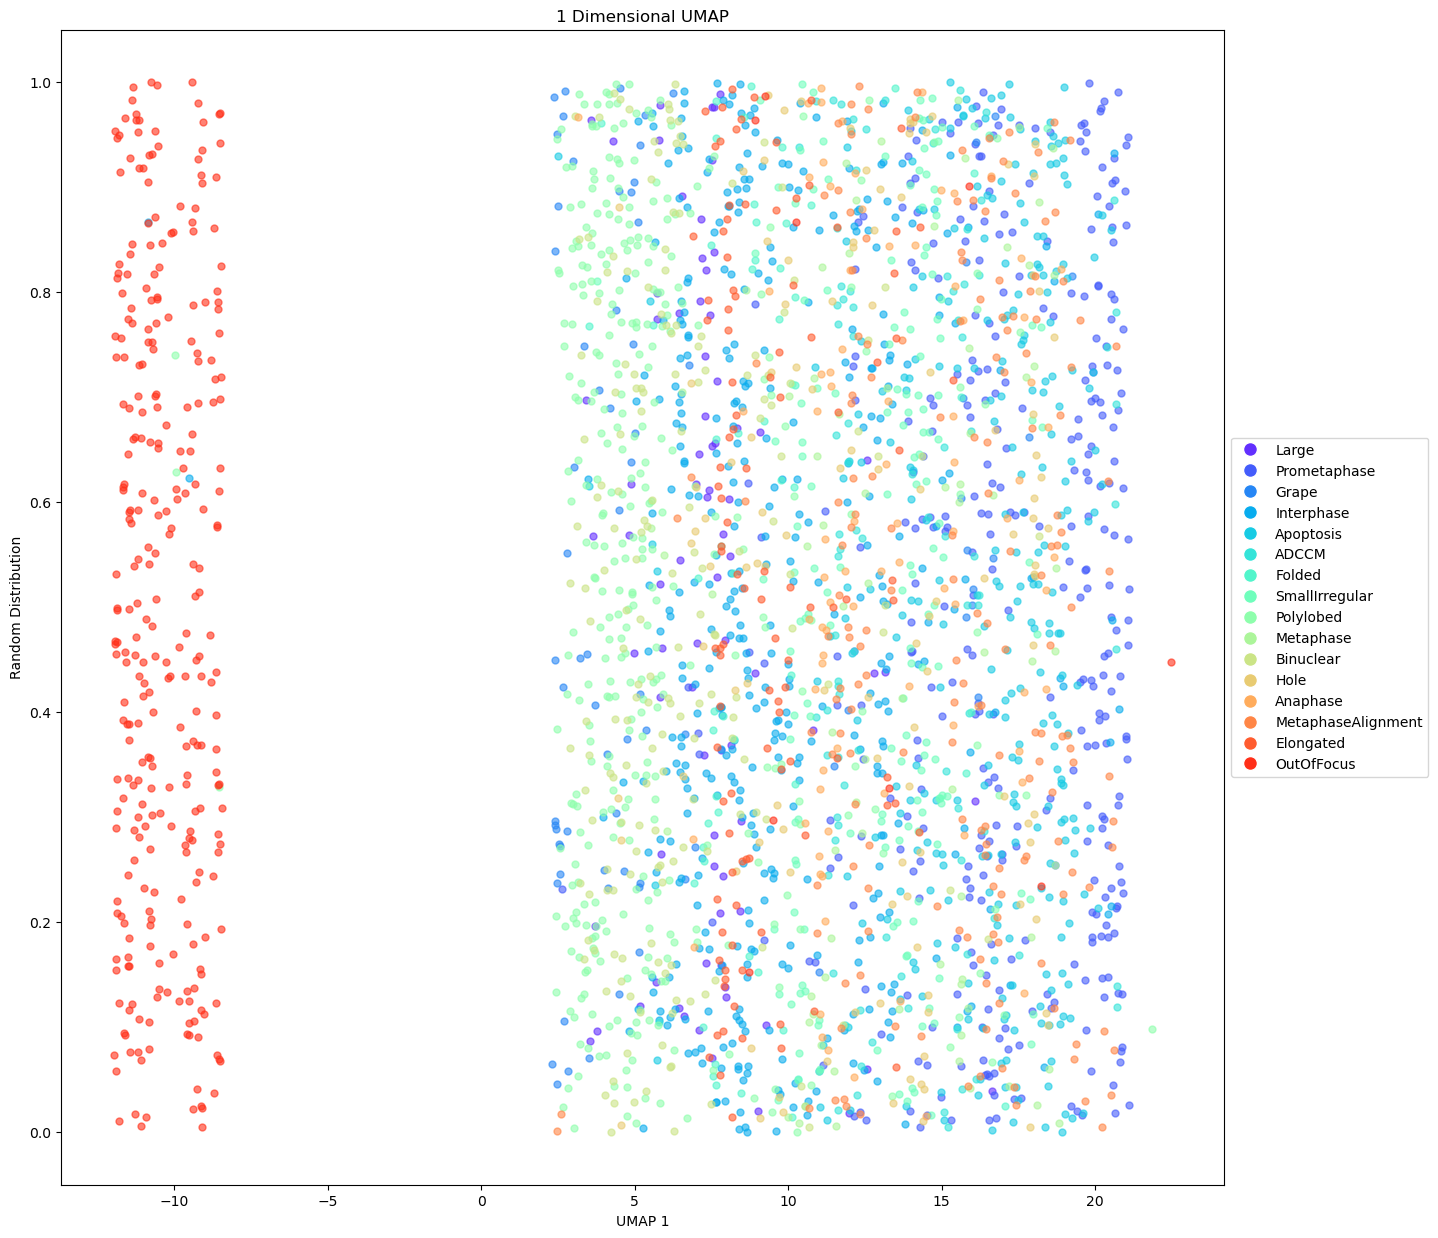 1 Dimensional UMAP
Random Distribution
1.0
0.8
0.6
0.4
0.2
0.0
−10
−5
0
5
10
15
20
UMAP 1
Large
Prometaphase
Grape
Interphase
Apoptosis
ADCCM
Folded
SmallIrregular
Polylobed
Metaphase
Binuclear
Hole
Anaphase
MetaphaseAlignment
Elongated
OutOfFocus